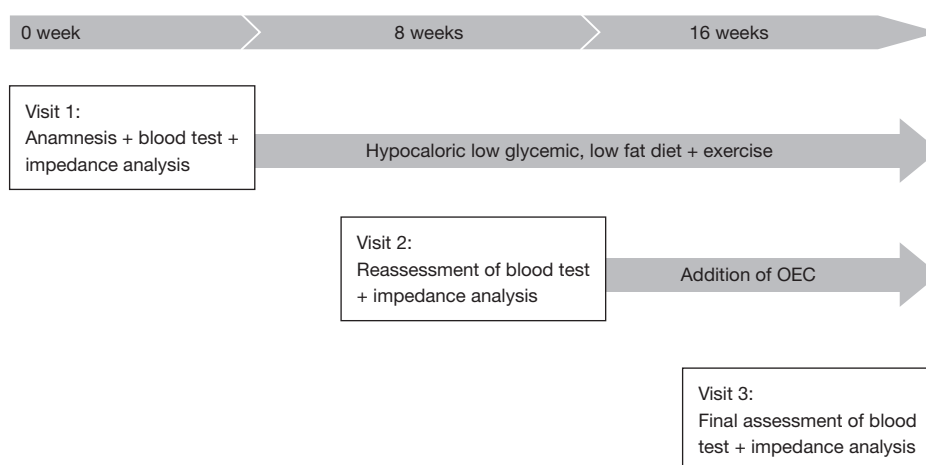 0 week
8 weeks
16 weeks
Visit 1:
Anamnesis + blood test +
impedance analysis
Hypocaloric low glycemic, low fat diet + exercise
Visit 2:
Reassessment of blood test
+ impedance analysis
Addition of OEC
Visit 3:
Final assessment of blood
test + impedance analysis